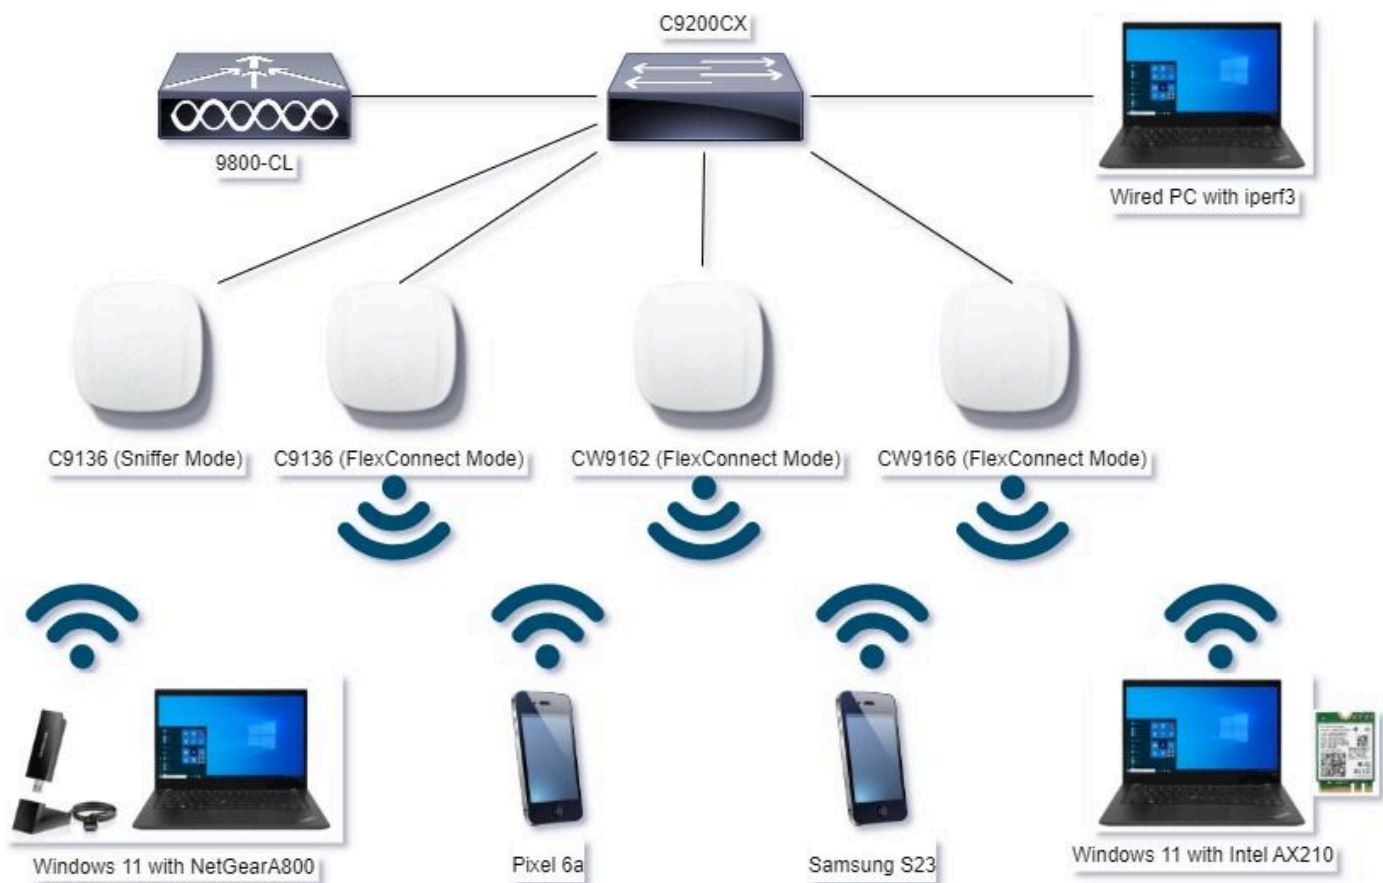 C9200CX
9800-CL
Wired PC with iperf3
C9136 (Sniffer Mode)
C9136 (FlexConnect Mode)
CW9162 (FlexConnect Mode)
CW9166 (FlexConnect Mode)
Windows 11 with NetGearA800
Pixel 6a
Samsung S23
Windows 11 with Intel AX210